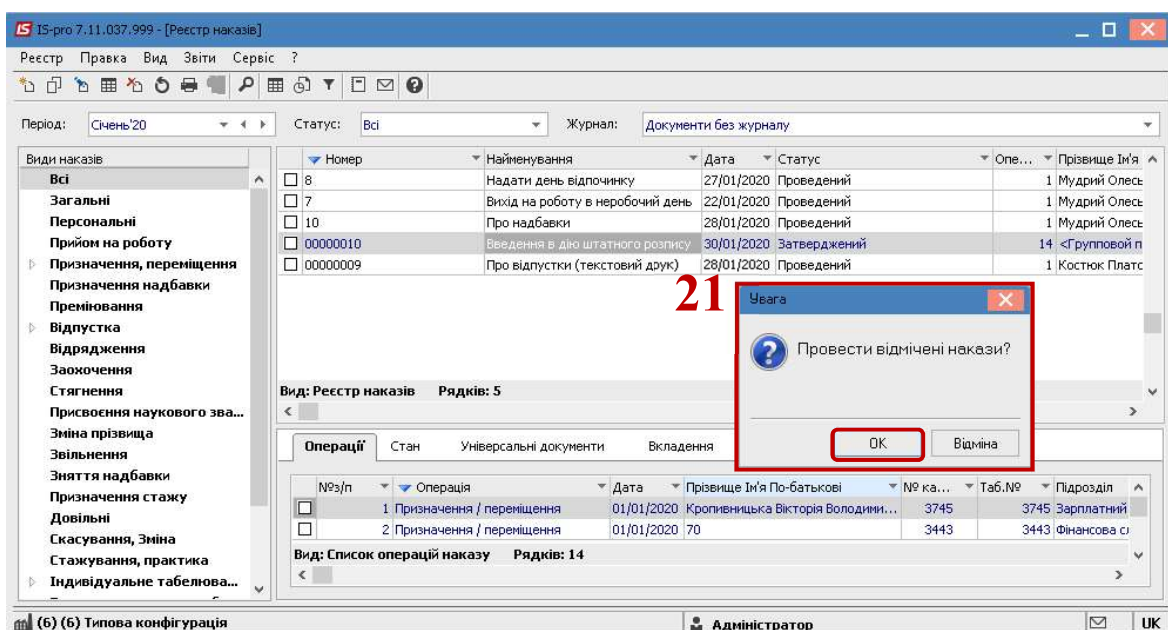 IS-pro 7.11.037.999 - [Реєстр наказів]
Реєстр Правка Вид Звіти Сервіс ?
Період: Січень'20 Статус: Всі Журнал: Документи без журналу
Види наказів
Всі
Загальні
Персональні
Прийом на роботу
Призначення, переміщення
Призначення надбавки
Преміювання
Відпустка
Відрядження
Заохочення
Стягнення
Присвоєння наукового зва...
Зміна прізвища
Звільнення
Зняття надбавки
Призначення стажу
Довільні
Скасування, Зміна
Стажування, практика
Індивідуальне табелюва...
Номер Найменування Дата Статус Опе... Прізвище Ім'я
8 Надати день відпочинку 27/01/2020 Проведений 1 Мудрий Олесь
7 Вихід на роботу в неробочий день 22/01/2020 Проведений 1 Мудрий Олесь
10 Про надбавки 28/01/2020 Проведений 1 Мудрий Олесь
00000010 Введення в дію штатного розпису 30/01/2020 Затверджений 14 <Групповой п
00000009 Про відпустки (текстовий друк) 28/01/2020 Проведений 1 Костюк Плато
21
Увага
Провести відмічені накази?
OK Відміна
Вид: Реєстр наказів Рядків: 5
Операції Стан Універсальні документи Вкладення
№з/п Операція Дата Прізвище Ім'я По-батькові № ка... Таб.№ Підрозділ
1 Призначення / переміщення 01/01/2020 Кропивницька Вікторія Володими... 3745 3745 Зарплатний
2 Призначення / переміщення 01/01/2020 70 3443 3443 Фінансова сл
Вид: Список операцій наказу Рядків: 14
(6) (6) Типова конфігурація Адміністратор UK